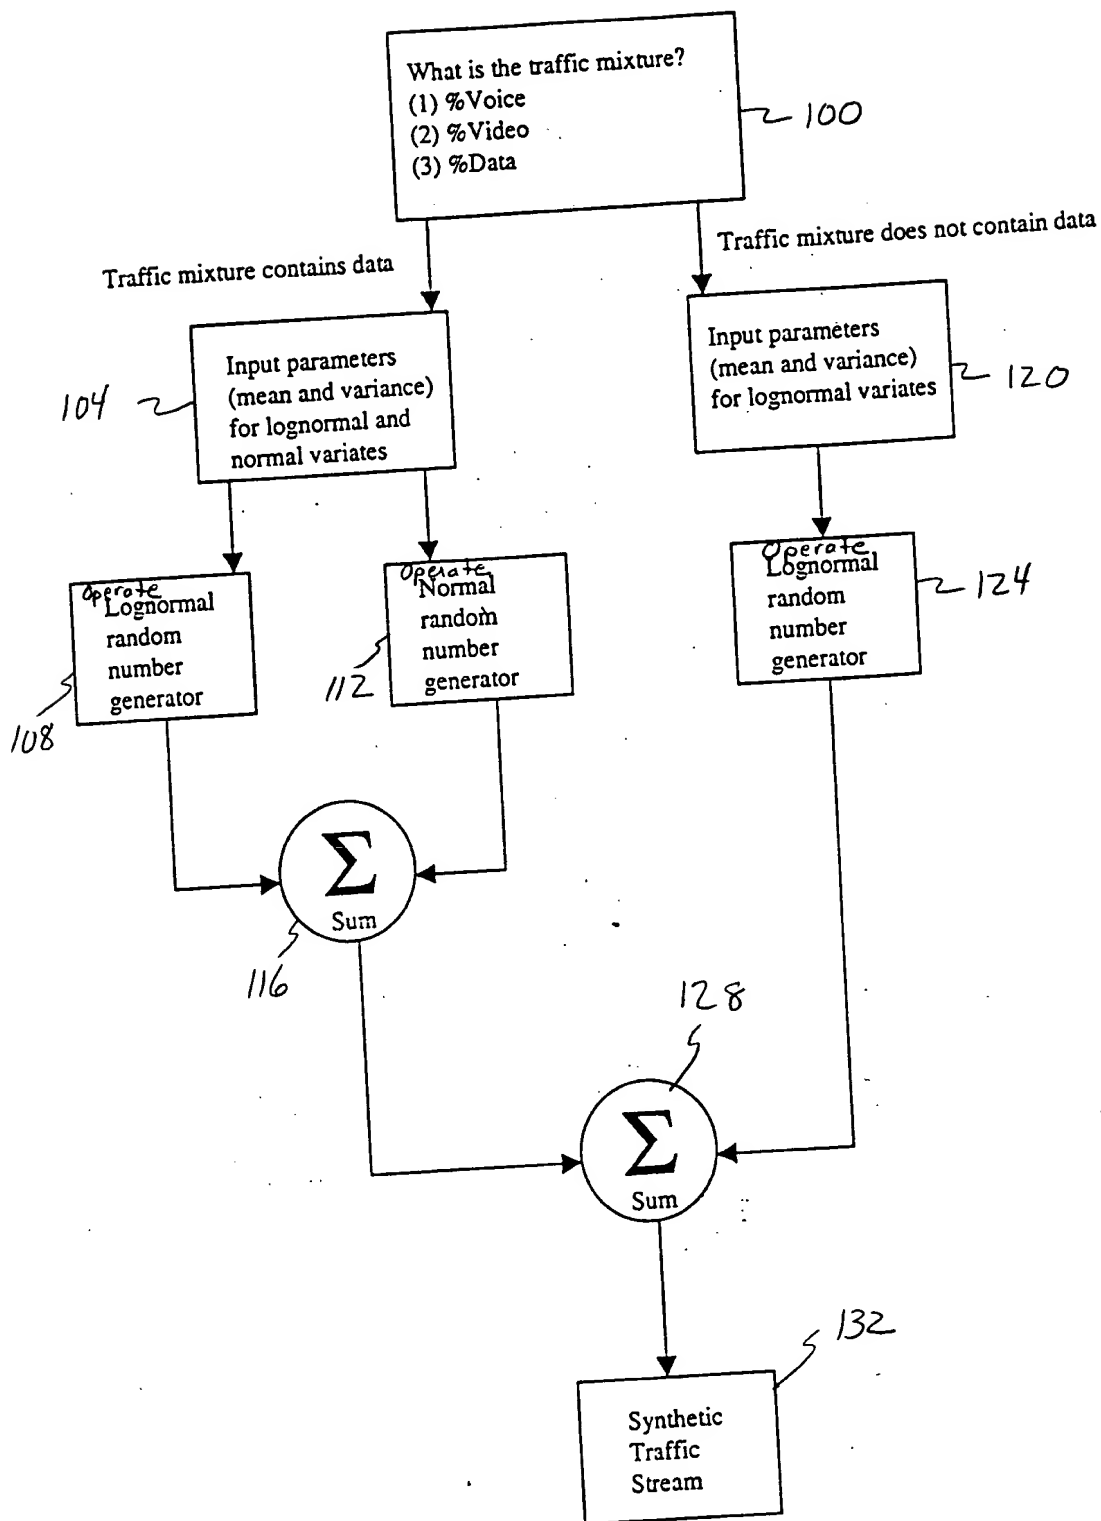 What is the traffic mixture?
(1) %Voice
(2) %Video
(3) %Data
100
Traffic mixture contains data
Traffic mixture does not contain data
Input parameters
(mean and variance)
for lognormal and
normal variates
104
Input parameters
(mean and variance)
for lognormal variates
120
Operate
Lognormal
random
number
generator
108
Operate
Normal
random
number
generator
112
Operate
Lognormal
random
number
generator
124
Σ
Sum
116
128
Σ
Sum
132
Synthetic
Traffic
Stream